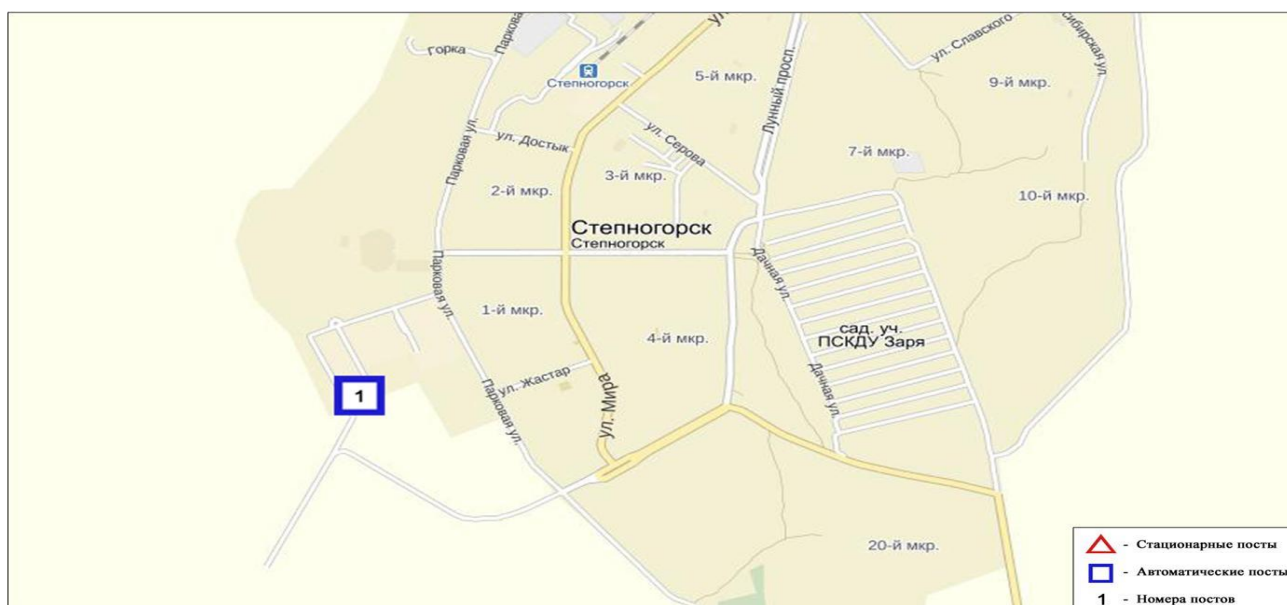 Паркова
ул
ул. Славского
сибирская ул.
Горка
Степногорск
5-й мкр.
Лунный просп.
9-й мкр.
ул. Достык
ул. Серова
Парковая ул.
7-й мкр.
3-й мкр.
2-й мкр.
10-й мкр.
Степногорск
Степногорск
Парковая ул.
Дачная ул.
1-й мкр.
4-й мкр.
сад. уч.
ПСКДУ Заря
ул. Жастар
ул. Мира
Дачная ул.
1
Парковая ул.
20-й мкр.
- Стационарные посты
- Автоматические посты
1 - Номера постов